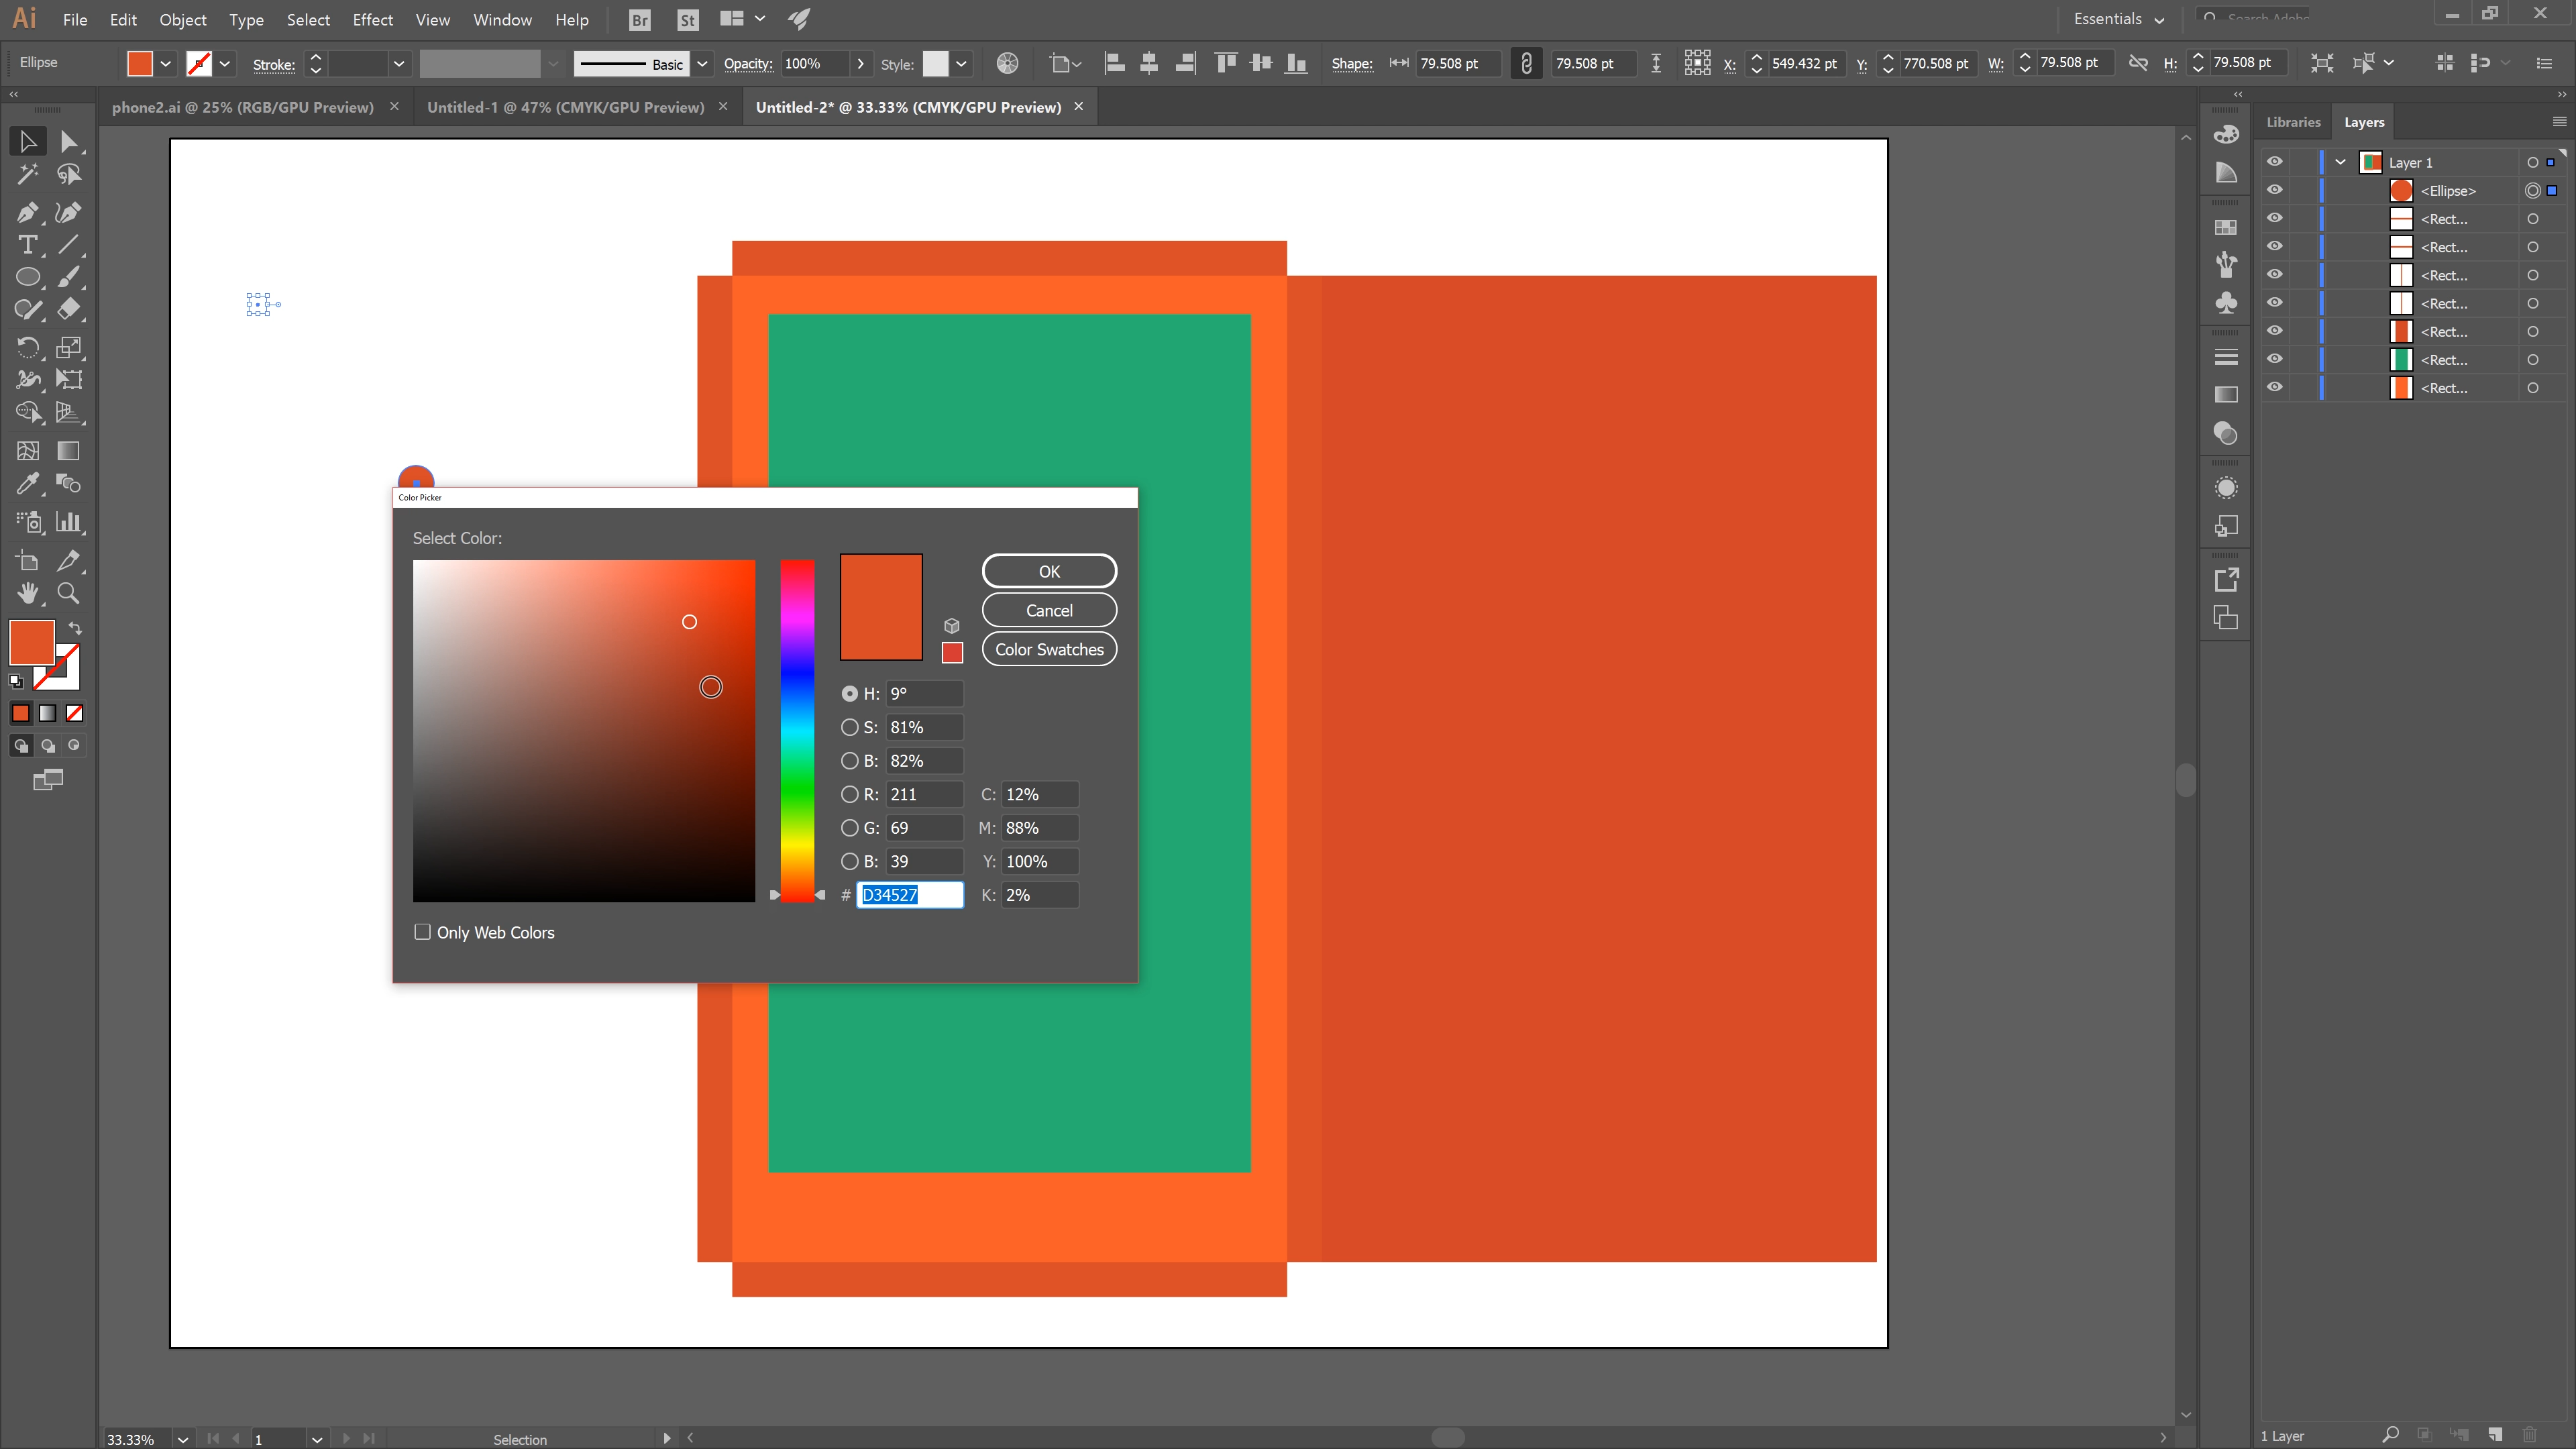 Ai File Edit Object Type Select Effect View Window Help Br St Essentials
Ellipse Stroke: Basic Opacity: 100% Style: Shape: 79.508 pt 79.508 pt X: 549.432 pt Y: 770.508 pt W: 79.508 pt H: 79.508 pt
phone2.ai @ 25% (RGB/GPU Preview) × Untitled-1 @ 47% (CMYK/GPU Preview) × Untitled-2* @ 33.33% (CMYK/GPU Preview) ×
Libraries Layers
Layer 1
<Ellipse>
<Rect...
<Rect...
<Rect...
<Rect...
<Rect...
<Rect...
<Rect...
Color Picker
Select Color:
OK
Cancel
Color Swatches
H: 9°
S: 81%
B: 82%
R: 211 C: 12%
G: 69 M: 88%
B: 39 Y: 100%
# D34527 K: 2%
Only Web Colors
33.33% 1 Selection
1 Layer